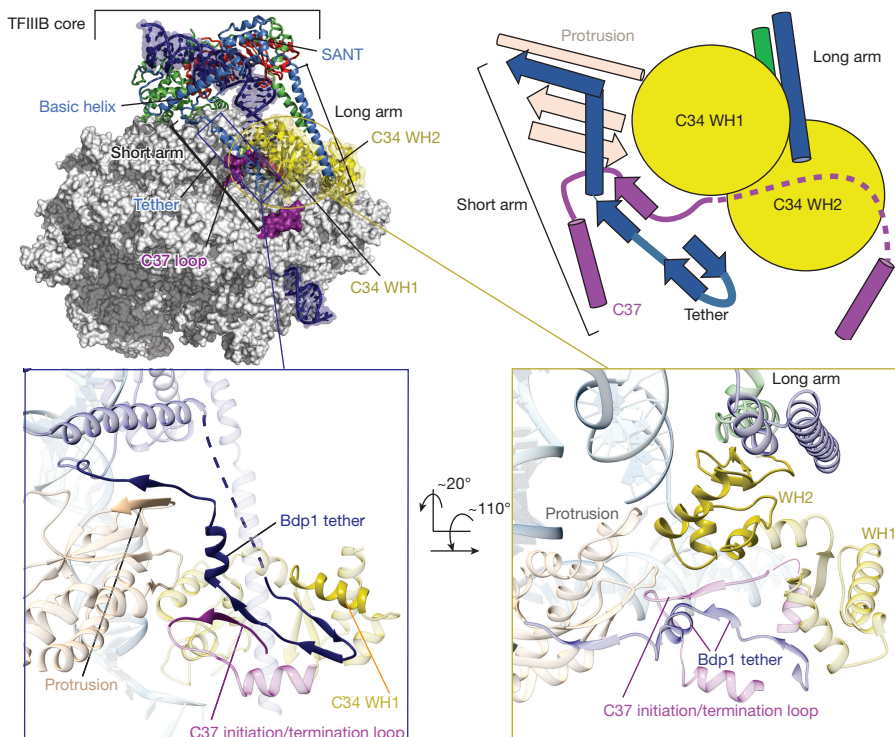 TFIIIB core
SANT
Basic helix
Long arm
C34 WH2
Short arm
Tether
C37 loop
C34 WH1
Protrusion
Long arm
C34 WH1
C34 WH2
Short arm
C37
Tether
Bdp1 tether
Protrusion
C34 WH1
C37 initiation/termination loop
~20°
~110°
Long arm
WH2
Protrusion
WH1
Bdp1 tether
C37 initiation/termination loop